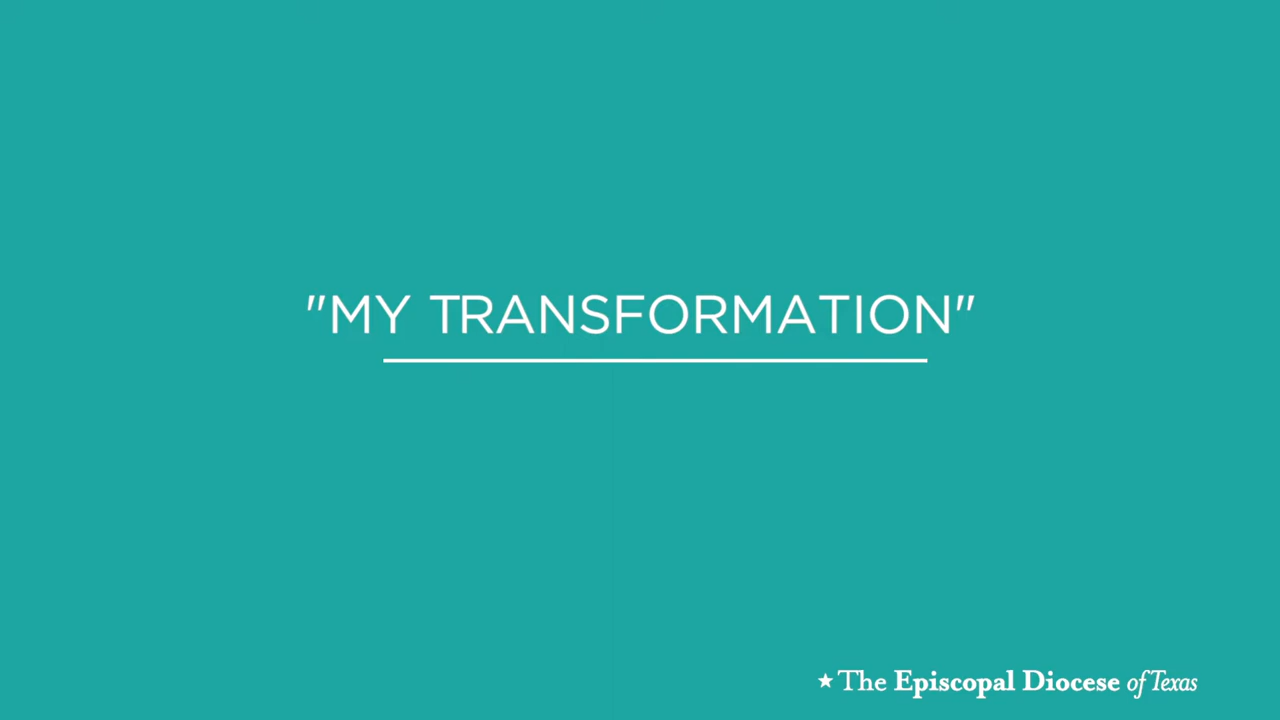 "MY TRANSFORMATION"
The Episcopal Diocese of Texas